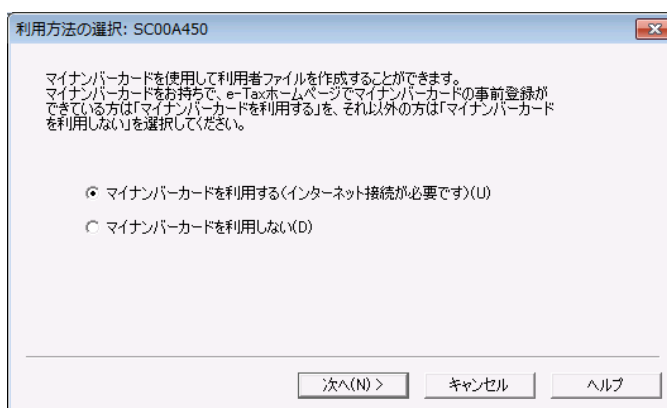 利用方法の選択: SC00A450
マイナンバーカードを使用して利用者ファイルを作成することができます。
マイナンバーカードをお持ちで、e-Taxホームページでマイナンバーカードの事前登録が
できている方は「マイナンバーカードを利用する」を、それ以外の方は「マイナンバーカード
を利用しない」を選択してください。
マイナンバーカードを利用する(インターネット接続が必要です)(U)
マイナンバーカードを利用しない(D)
次へ(N) >
キャンセル
ヘルプ